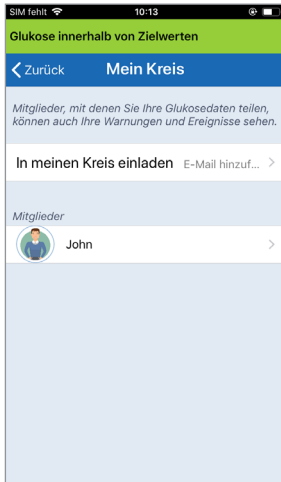 SIM fehlt 10:13
Glukose innerhalb von Zielwerten
Zurück Mein Kreis
Mitglieder, mit denen Sie Ihre Glukosedaten teilen,
können auch Ihre Warnungen und Ereignisse sehen.
In meinen Kreis einladen E-Mail hinzuf...
Mitglieder
John